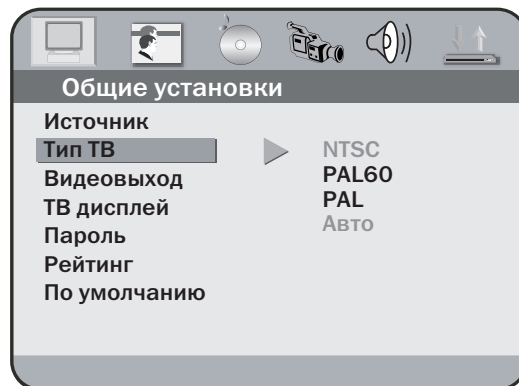 Общие установки
Источник
Тип ТВ
NTSC
Видеовыход
PAL60
ТВ дисплей
PAL
Пароль
Авто
Рейтинг
По умолчанию